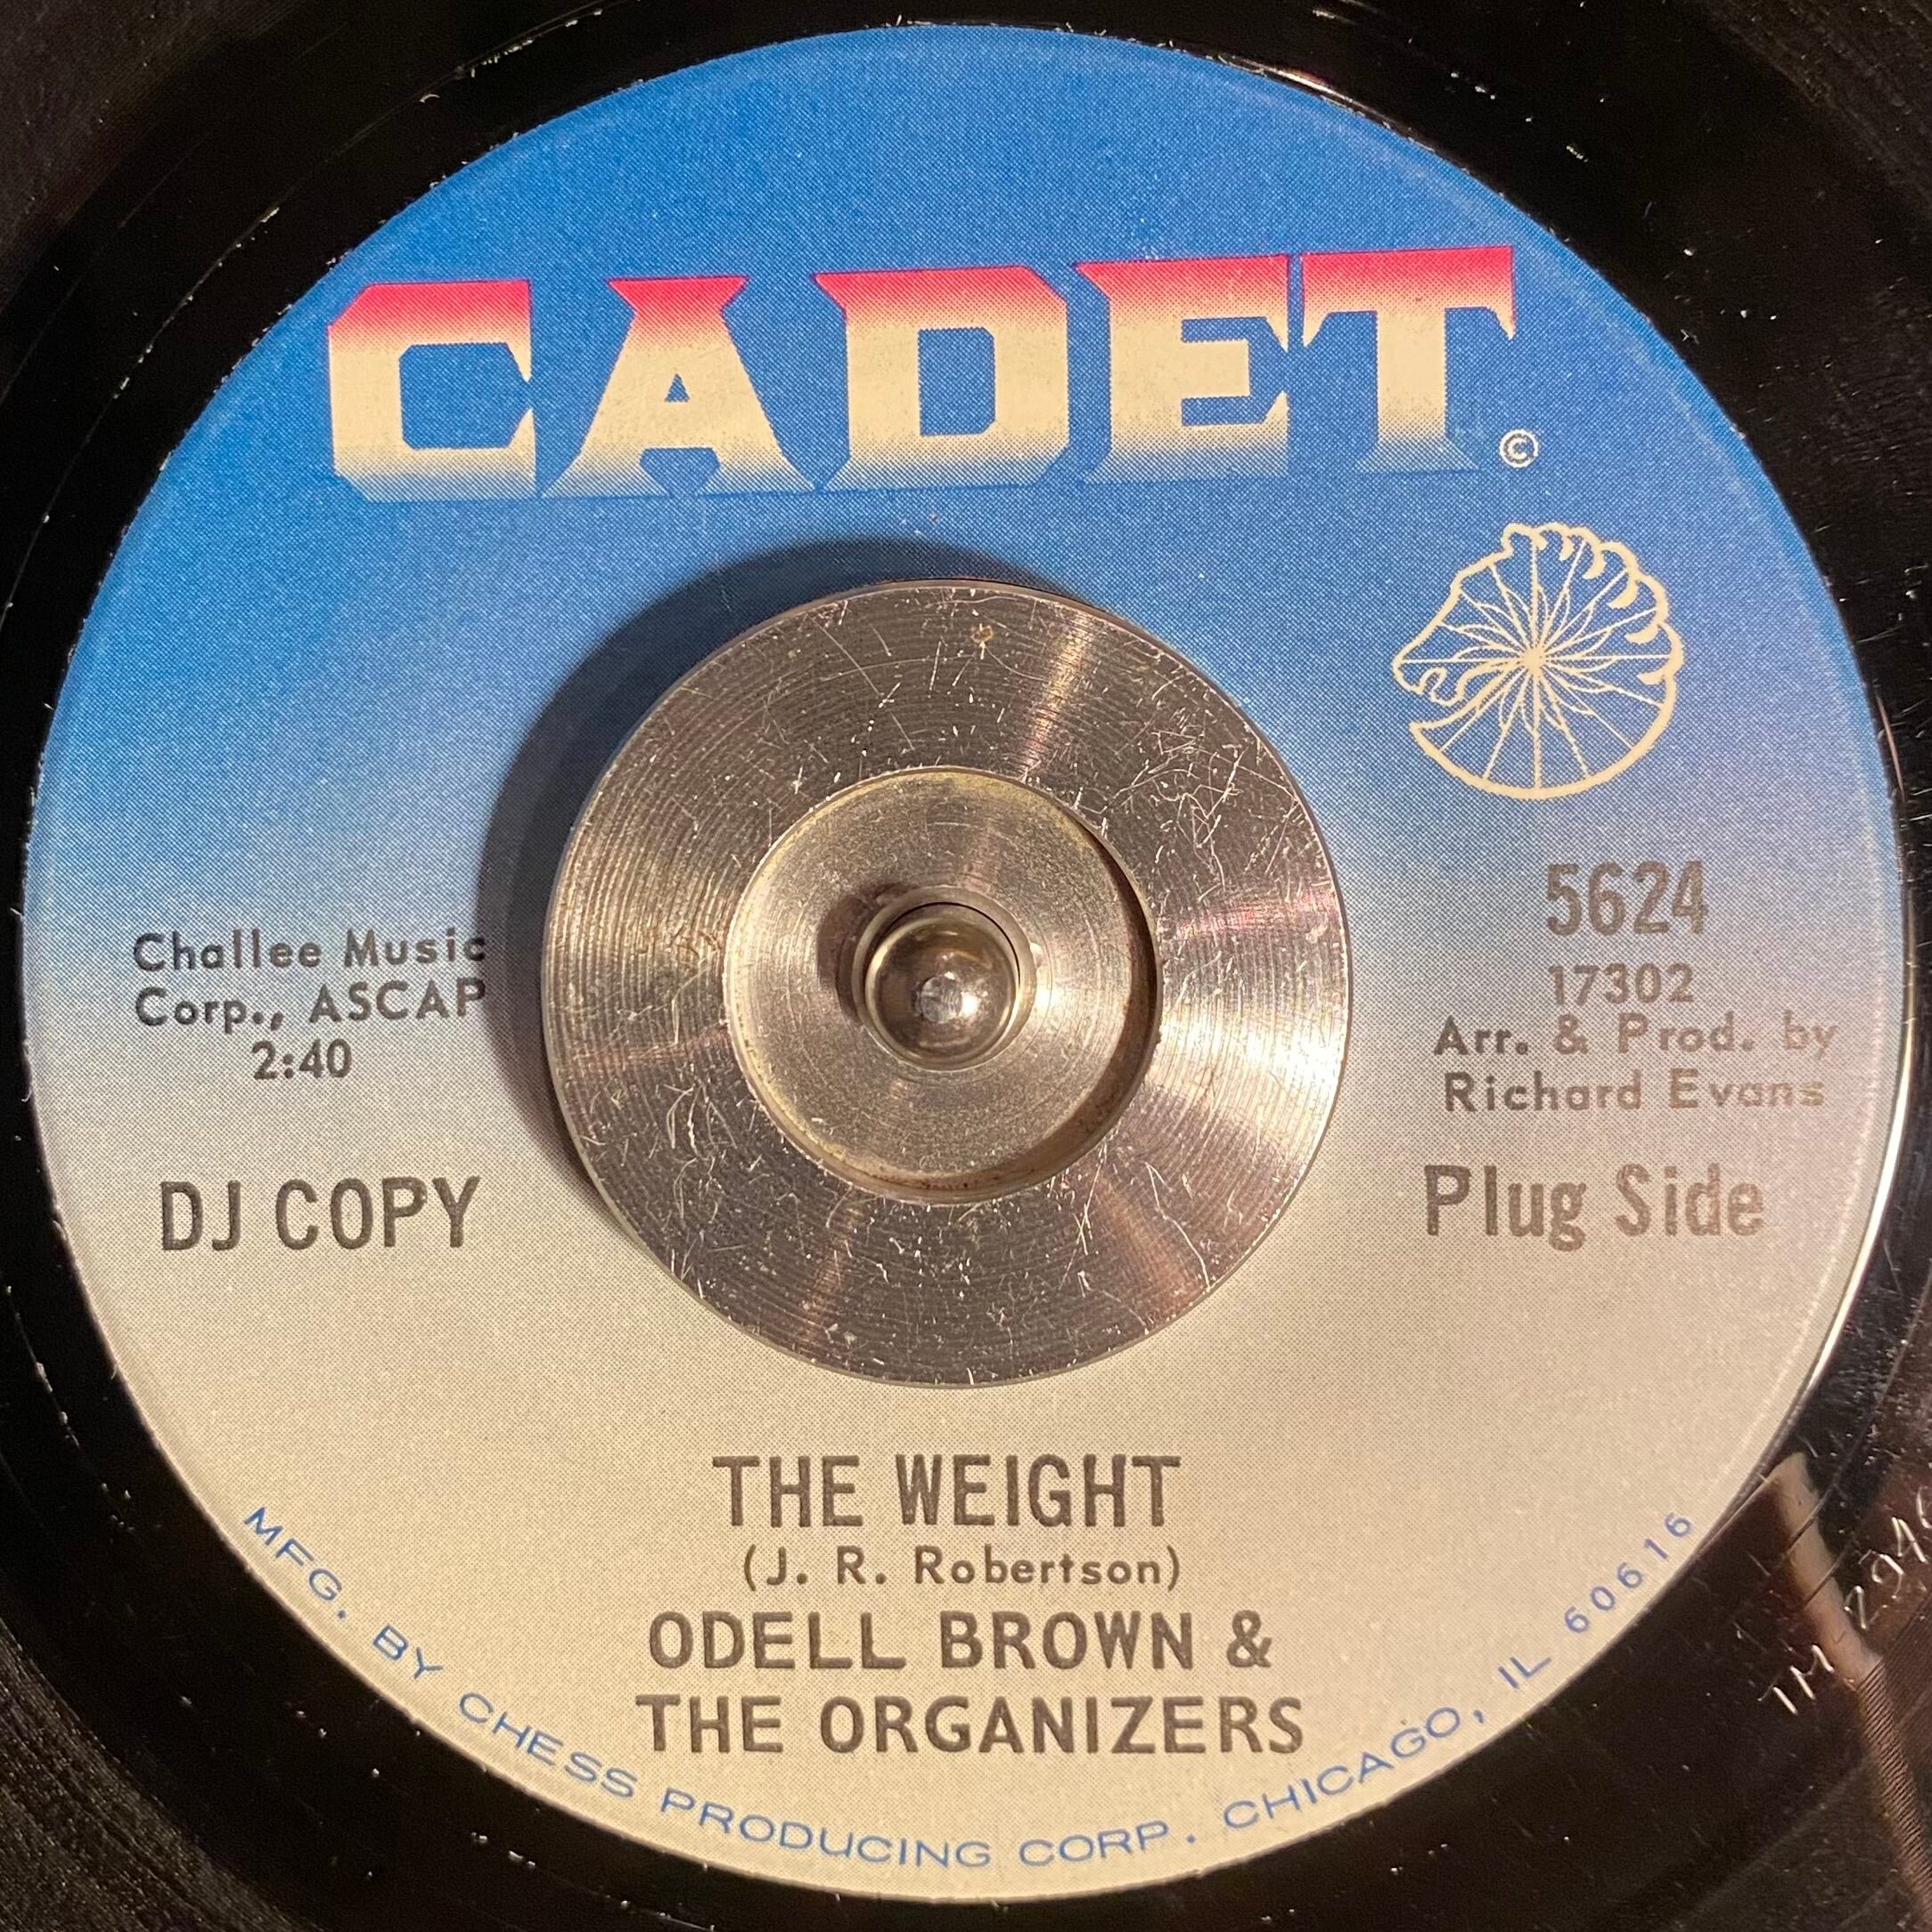 CADET
©
5624
17302
Arr. & Prod. by
Richard Evans
Plug Side
Challee Music
Corp., ASCAP
2:40
DJ COPY
THE WEIGHT
(J. R. Robertson)
ODELL BROWN &
THE ORGANIZERS
MFG. BY CHESS PRODUCING CORP. CHICAGO, IL 60616